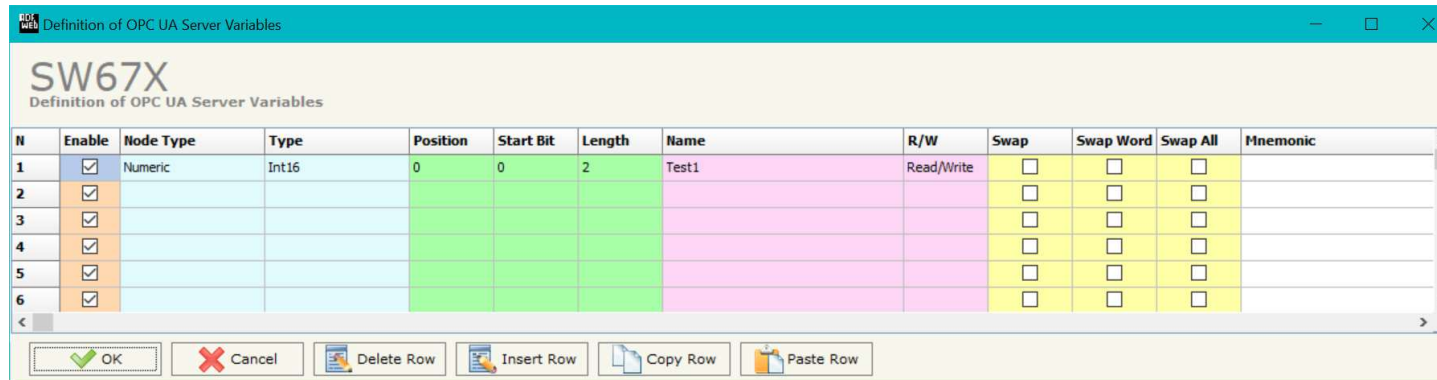 ADF
WEB
Definition of OPC UA Server Variables
SW67X
Definition of OPC UA Server Variables
N Enable Node Type Type Position Start Bit Length Name R/W Swap Swap Word Swap All Mnemonic
1 Numeric Int16 0 0 2 Test1 Read/Write
2
3
4
5
6
OK Cancel Delete Row Insert Row Copy Row Paste Row